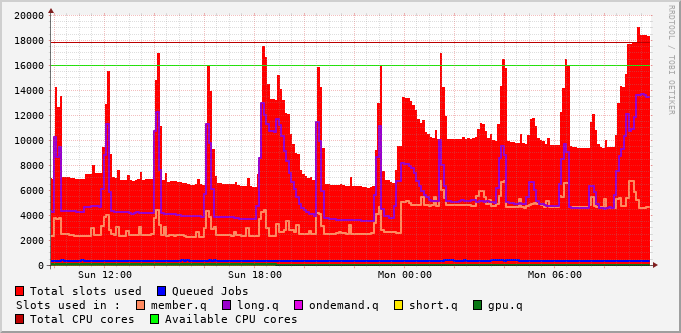 RRDTOOL / TOBI OETIKER
20000
18000
16000
14000
12000
10000
8000
6000
4000
2000
0
Sun 12:00 Sun 18:00 Mon 00:00 Mon 06:00
Total slots used Queued Jobs
Slots used in : member.q long.q ondemand.q short.q gpu.q
Total CPU cores Available CPU cores